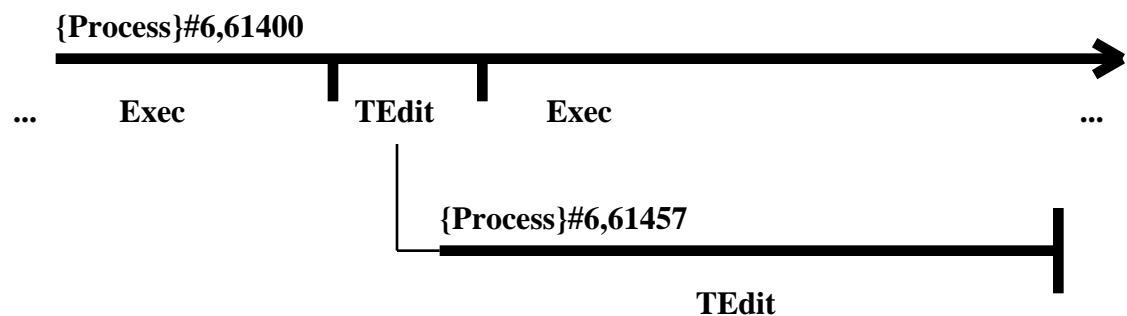 {Process}#6,61400
... Exec TEdit Exec ...
{Process}#6,61457
TEdit